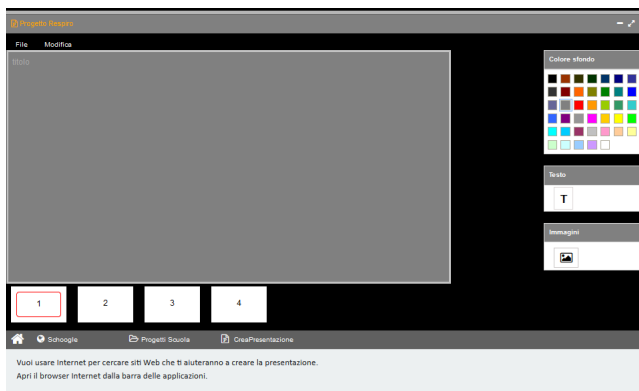 Progetto Respiro
File Modifica
titolo
Colore sfondo
Testo
T
Immagini
1 2 3 4
Schoogle Progetti Scuola CreaPresentazione
Vuoi usare Internet per cercare siti Web che ti aiuteranno a creare la presentazione.
Apri il browser Internet dalla barra delle applicazioni.